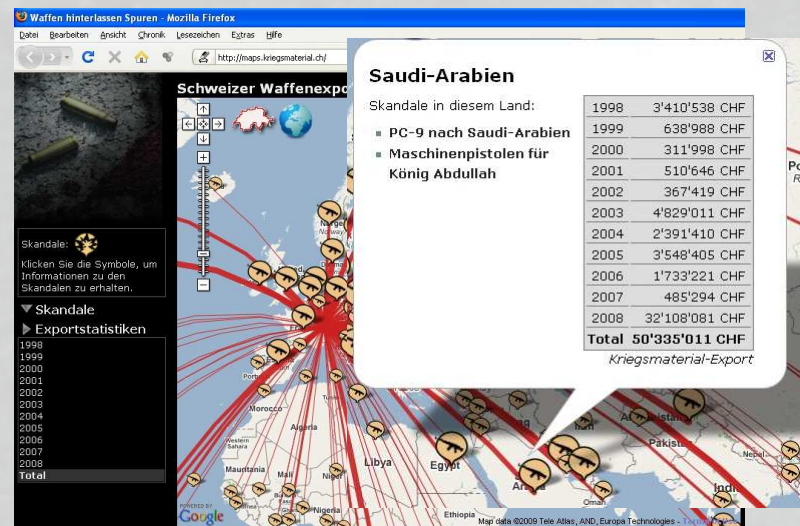 Waffen hinterlassen Spuren - Mozilla Firefox
Datei Bearbeiten Ansicht Chronik Lesezeichen Extras Hilfe
http://maps.kriegsmaterial.ch/
Schweizer Waffenexpo
Skandale:
Klicken Sie die Symbole, um
Informationen zu den
Skandalen zu erhalten.
Skandale
Exportstatistiken
1998
1999
2000
2001
2002
2003
2004
2005
2006
2007
2008
Total
Saudi-Arabien
Skandale in diesem Land:
PC-9 nach Saudi-Arabien
Maschinenpistolen für
König Abdullah
1998 3'410'538 CHF
1999 638'988 CHF
2000 311'998 CHF
2001 510'646 CHF
2002 367'419 CHF
2003 4'829'011 CHF
2004 2'391'410 CHF
2005 3'548'405 CHF
2006 1'733'221 CHF
2007 485'294 CHF
2008 32'108'081 CHF
Total 50'335'011 CHF
Kriegsmaterial-Export
Norway
Morocco
Algeria
Western
Sahara
Libya
Egypt
Mauritania
Mali
Niger
Nigeria
Ethiopia
Oman
Pakist
Nepal
India
POWERED BY
Google
Map data ©2009 Tele Atlas, AND, Europa Technologies -